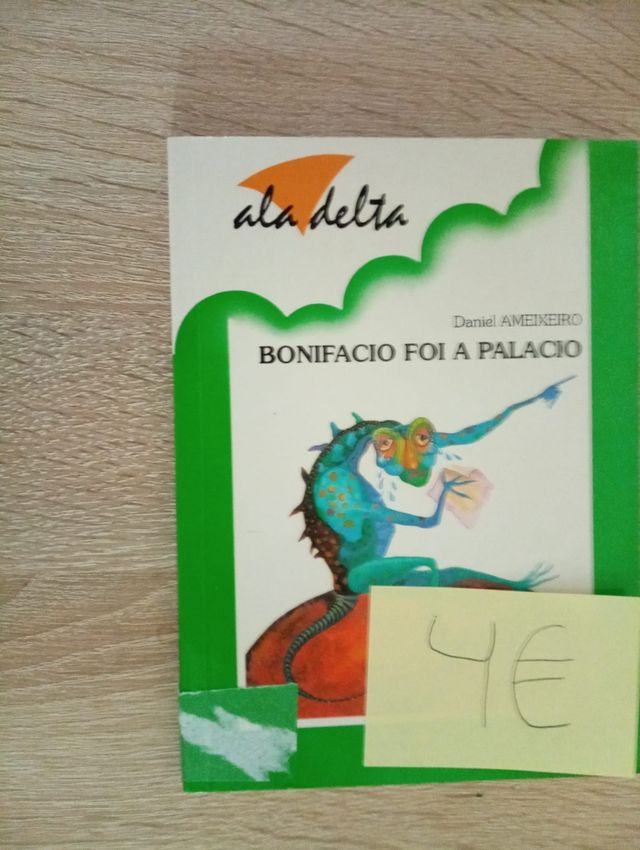 ala delta
Daniel AMEIXEIRO
BONIFACIO FOI A PALACIO
4€